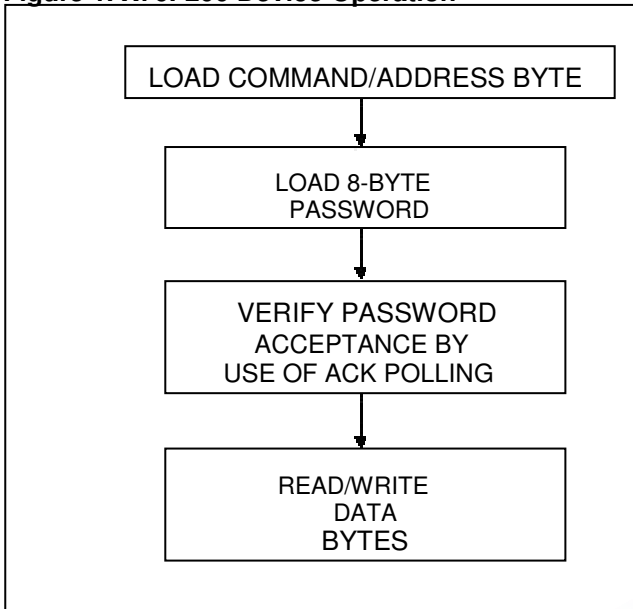 LOAD COMMAND/ADDRESS BYTE
LOAD 8-BYTE
PASSWORD
VERIFY PASSWORD
ACCEPTANCE BY
USE OF ACK POLLING
READ/WRITE
DATA
BYTES